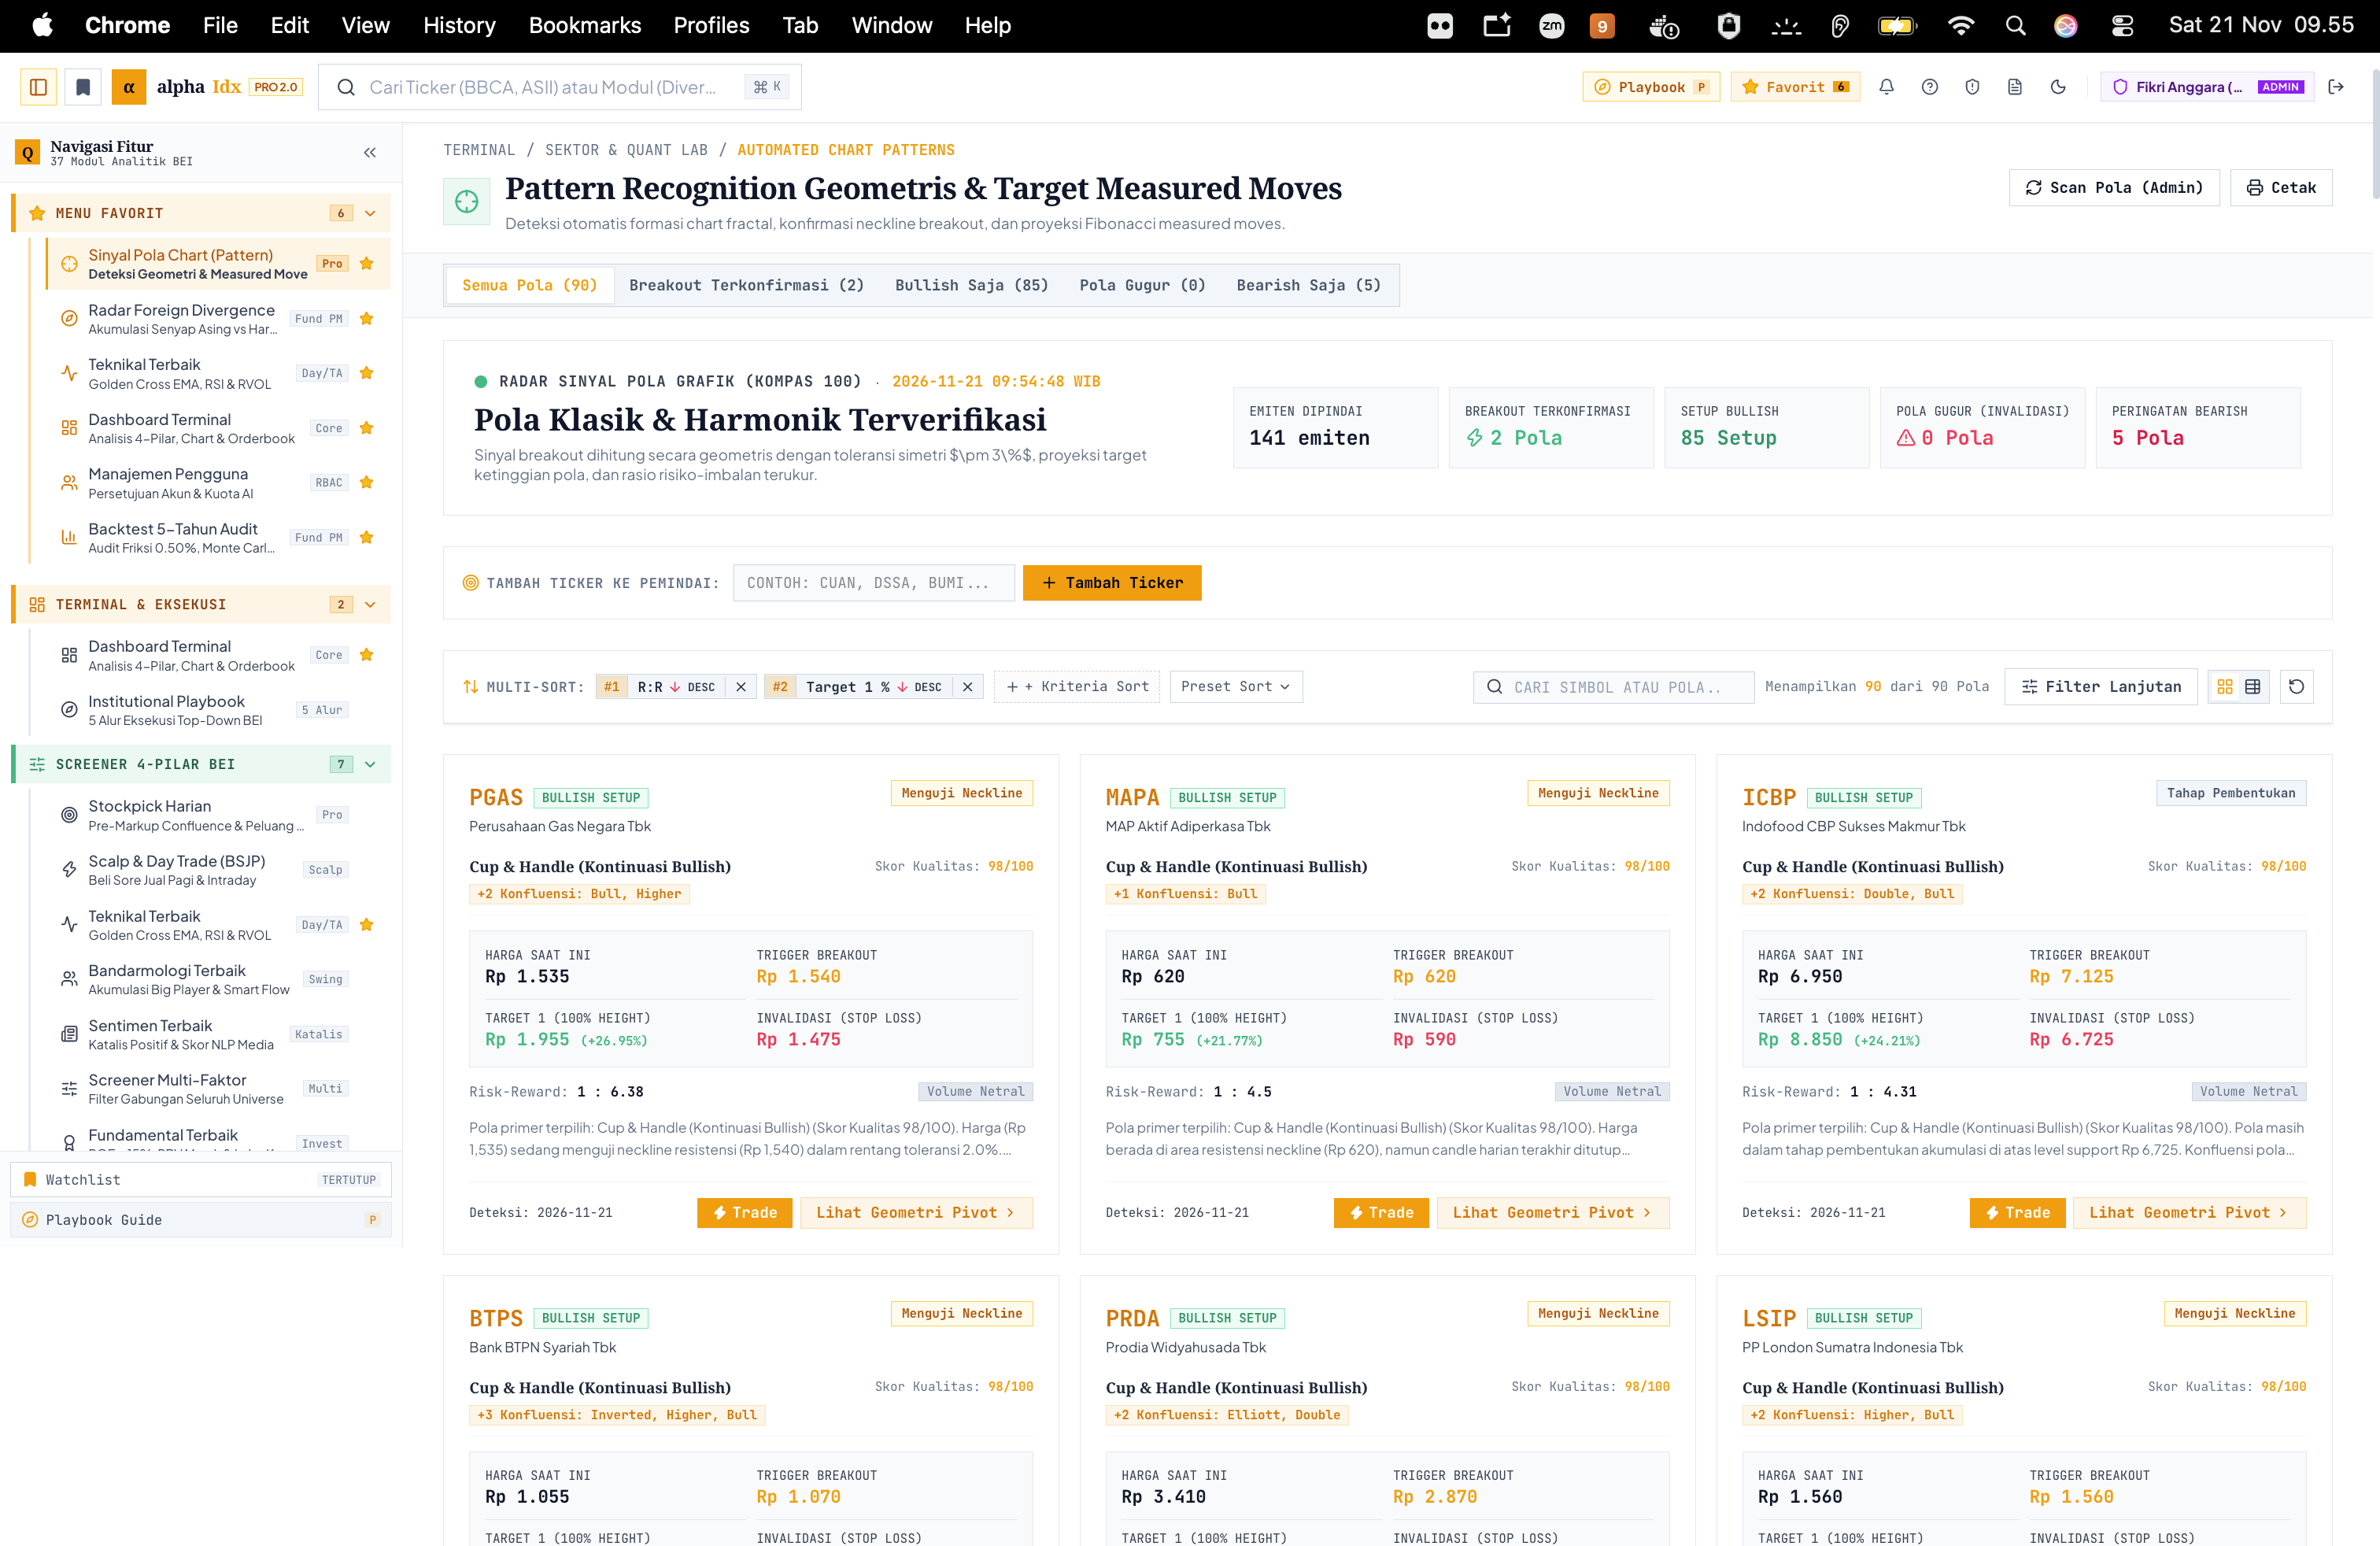 Chrome File Edit View History Bookmarks Profiles Tab Window Help zm 9 Sat 21 Nov 09.55
α alpha Idx PRO 2.0 Cari Ticker (BBCA, ASII) atau Modul (Diver... ⌘ K Playbook P Favorit 6 Fikri Anggara (... ADMIN
Q Navigasi Fitur
37 Modul Analitik BEI
MENU FAVORIT 6
Sinyal Pola Chart (Pattern) Pro
Deteksi Geometri & Measured Move
Radar Foreign Divergence Fund PM
Akumulasi Senyap Asing vs Har...
Teknikal Terbaik Day/TA
Golden Cross EMA, RSI & RVOL
Dashboard Terminal Core
Analisis 4-Pilar, Chart & Orderbook
Manajemen Pengguna RBAC
Persetujuan Akun & Kuota AI
Backtest 5-Tahun Audit Fund PM
Audit Friksi 0.50%, Monte Carl...
TERMINAL & EKSEKUSI 2
Dashboard Terminal Core
Analisis 4-Pilar, Chart & Orderbook
Institutional Playbook 5 Alur
5 Alur Eksekusi Top-Down BEI
SCREENER 4-PILAR BEI 7
Stockpick Harian Pro
Pre-Markup Confluence & Peluang ...
Scalp & Day Trade (BSJP) Scalp
Beli Sore Jual Pagi & Intraday
Teknikal Terbaik Day/TA
Golden Cross EMA, RSI & RVOL
Bandarmologi Terbaik Swing
Akumulasi Big Player & Smart Flow
Sentimen Terbaik Katalis
Katalis Positif & Skor NLP Media
Screener Multi-Faktor Multi
Filter Gabungan Seluruh Universe
Fundamental Terbaik Invest
Watchlist TERTUTUP
Playbook Guide P
TERMINAL / SEKTOR & QUANT LAB / AUTOMATED CHART PATTERNS
Pattern Recognition Geometris & Target Measured Moves
Deteksi otomatis formasi chart fractal, konfirmasi neckline breakout, dan proyeksi Fibonacci measured moves.
Scan Pola (Admin) Cetak
Semua Pola (90) Breakout Terkonfirmasi (2) Bullish Saja (85) Pola Gugur (0) Bearish Saja (5)
RADAR SINYAL POLA GRAFIK (KOMPAS 100) · 2026-11-21 09:54:48 WIB
Pola Klasik & Harmonik Terverifikasi
Sinyal breakout dihitung secara geometris dengan toleransi simetri $\pm 3\%$, proyeksi target
ketinggian pola, dan rasio risiko-imbalan terukur.
EMITEN DIPINDAI
141 emiten
BREAKOUT TERKONFIRMASI
2 Pola
SETUP BULLISH
85 Setup
POLA GUGUR (INVALIDASI)
0 Pola
PERINGATAN BEARISH
5 Pola
TAMBAH TICKER KE PEMINDAI: CONTOH: CUAN, DSSA, BUMI... + Tambah Ticker
MULTI-SORT: #1 R:R ↓ DESC × #2 Target 1 % ↓ DESC × + + Kriteria Sort Preset Sort CARI SIMBOL ATAU POLA.. Menampilkan 90 dari 90 Pola Filter Lanjutan
PGAS BULLISH SETUP Menguji Neckline
Perusahaan Gas Negara Tbk
Cup & Handle (Kontinuasi Bullish) Skor Kualitas: 98/100
+2 Konfluensi: Bull, Higher
HARGA SAAT INI TRIGGER BREAKOUT
Rp 1.535 Rp 1.540
TARGET 1 (100% HEIGHT) INVALIDASI (STOP LOSS)
Rp 1.955 (+26.95%) Rp 1.475
Risk-Reward: 1 : 6.38 Volume Netral
Pola primer terpilih: Cup & Handle (Kontinuasi Bullish) (Skor Kualitas 98/100). Harga (Rp
1,535) sedang menguji neckline resistensi (Rp 1,540) dalam rentang toleransi 2.0%....
Deteksi: 2026-11-21 Trade Lihat Geometri Pivot >
MAPA BULLISH SETUP Menguji Neckline
MAP Aktif Adiperkasa Tbk
Cup & Handle (Kontinuasi Bullish) Skor Kualitas: 98/100
+1 Konfluensi: Bull
HARGA SAAT INI TRIGGER BREAKOUT
Rp 620 Rp 620
TARGET 1 (100% HEIGHT) INVALIDASI (STOP LOSS)
Rp 755 (+21.77%) Rp 590
Risk-Reward: 1 : 4.5 Volume Netral
Pola primer terpilih: Cup & Handle (Kontinuasi Bullish) (Skor Kualitas 98/100). Harga
berada di area resistensi neckline (Rp 620), namun candle harian terakhir ditutup...
Deteksi: 2026-11-21 Trade Lihat Geometri Pivot >
ICBP BULLISH SETUP Tahap Pembentukan
Indofood CBP Sukses Makmur Tbk
Cup & Handle (Kontinuasi Bullish) Skor Kualitas: 98/100
+2 Konfluensi: Double, Bull
HARGA SAAT INI TRIGGER BREAKOUT
Rp 6.950 Rp 7.125
TARGET 1 (100% HEIGHT) INVALIDASI (STOP LOSS)
Rp 8.850 (+24.21%) Rp 6.725
Risk-Reward: 1 : 4.31 Volume Netral
Pola primer terpilih: Cup & Handle (Kontinuasi Bullish) (Skor Kualitas 98/100). Pola masih
dalam tahap pembentukan akumulasi di atas level support Rp 6,725. Konfluensi pola...
Deteksi: 2026-11-21 Trade Lihat Geometri Pivot >
BTPS BULLISH SETUP Menguji Neckline
Bank BTPN Syariah Tbk
Cup & Handle (Kontinuasi Bullish) Skor Kualitas: 98/100
+3 Konfluensi: Inverted, Higher, Bull
HARGA SAAT INI TRIGGER BREAKOUT
Rp 1.055 Rp 1.070
TARGET 1 (100% HEIGHT) INVALIDASI (STOP LOSS)
PRDA BULLISH SETUP Menguji Neckline
Prodia Widyahusada Tbk
Cup & Handle (Kontinuasi Bullish) Skor Kualitas: 98/100
+2 Konfluensi: Elliott, Double
HARGA SAAT INI TRIGGER BREAKOUT
Rp 3.410 Rp 2.870
TARGET 1 (100% HEIGHT) INVALIDASI (STOP LOSS)
LSIP BULLISH SETUP Menguji Neckline
PP London Sumatra Indonesia Tbk
Cup & Handle (Kontinuasi Bullish) Skor Kualitas: 98/100
+2 Konfluensi: Higher, Bull
HARGA SAAT INI TRIGGER BREAKOUT
Rp 1.560 Rp 1.560
TARGET 1 (100% HEIGHT) INVALIDASI (STOP LOSS)